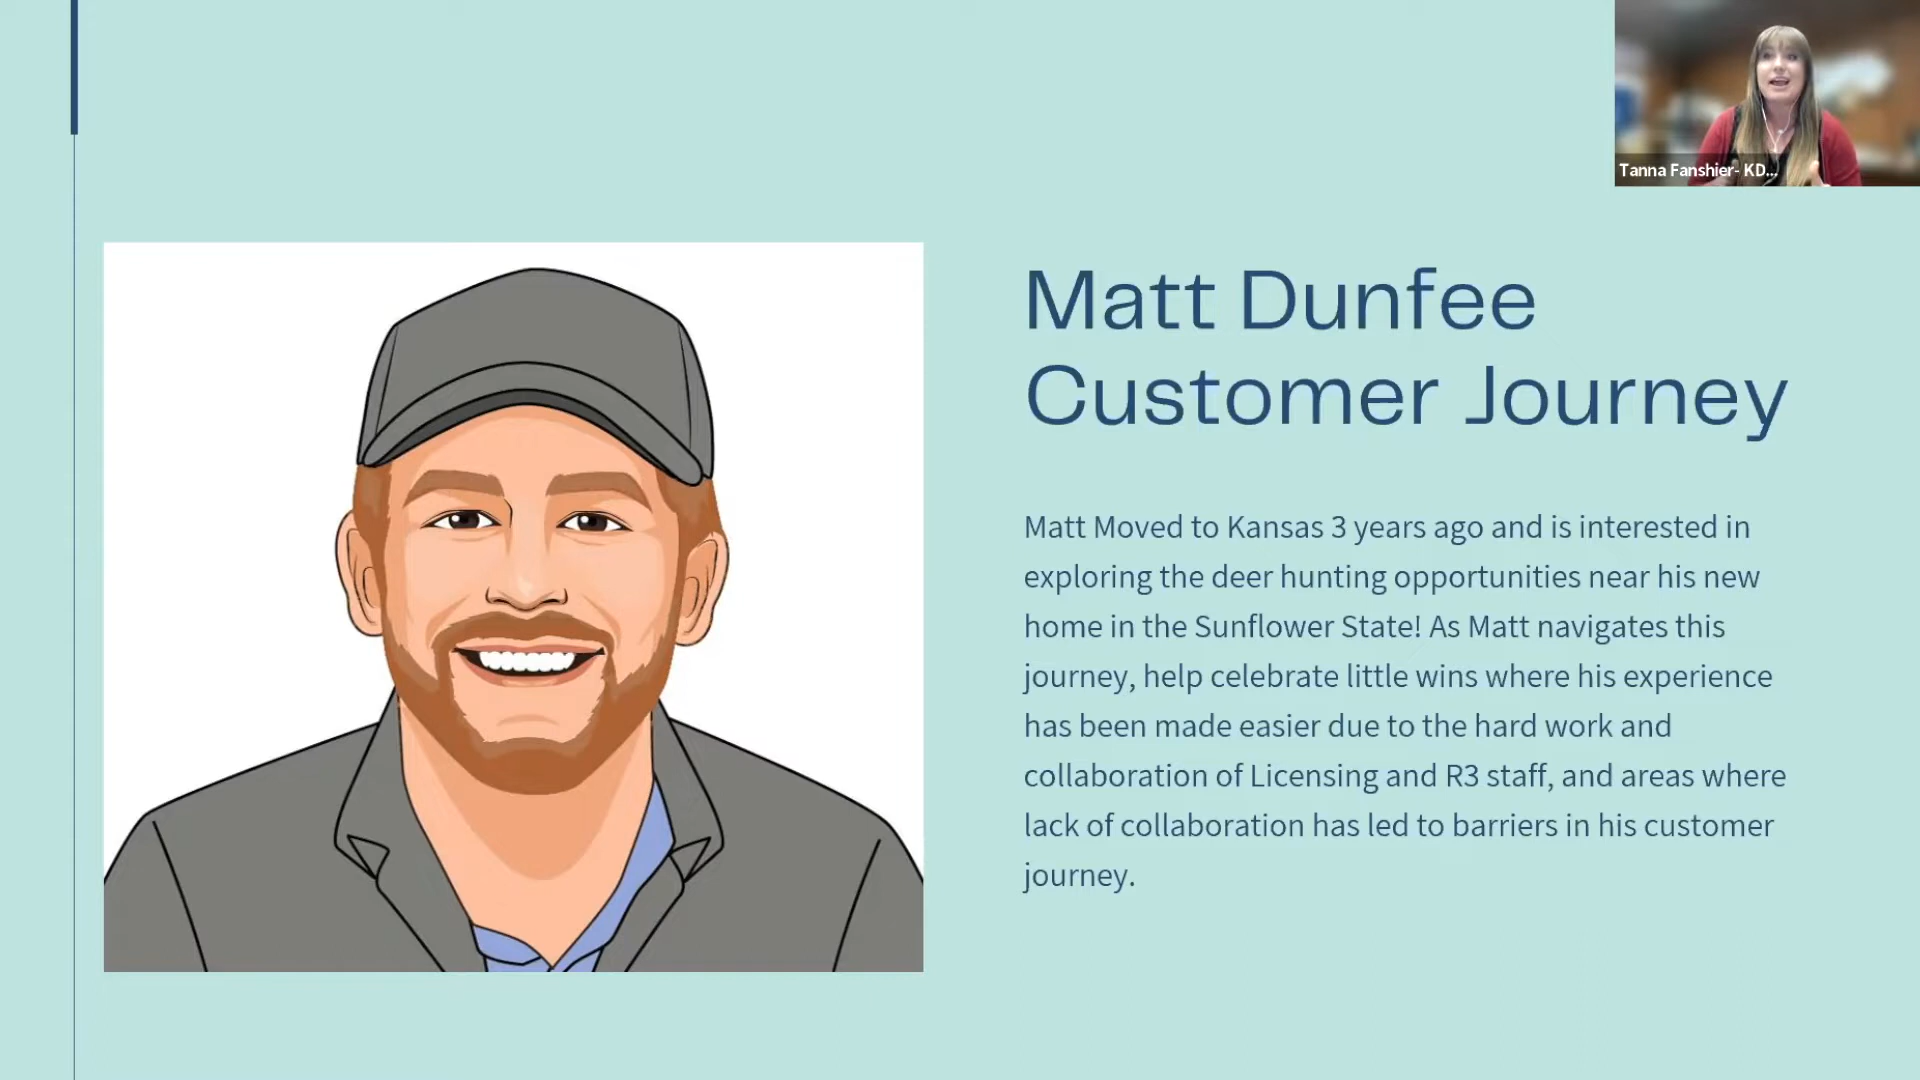 Tanna Fanshier- KD...
Matt Dunfee
Customer Journey
Matt Moved to Kansas 3 years ago and is interested in
exploring the deer hunting opportunities near his new
home in the Sunflower State! As Matt navigates this
journey, help celebrate little wins where his experience
has been made easier due to the hard work and
collaboration of Licensing and R3 staff, and areas where
lack of collaboration has led to barriers in his customer
journey.